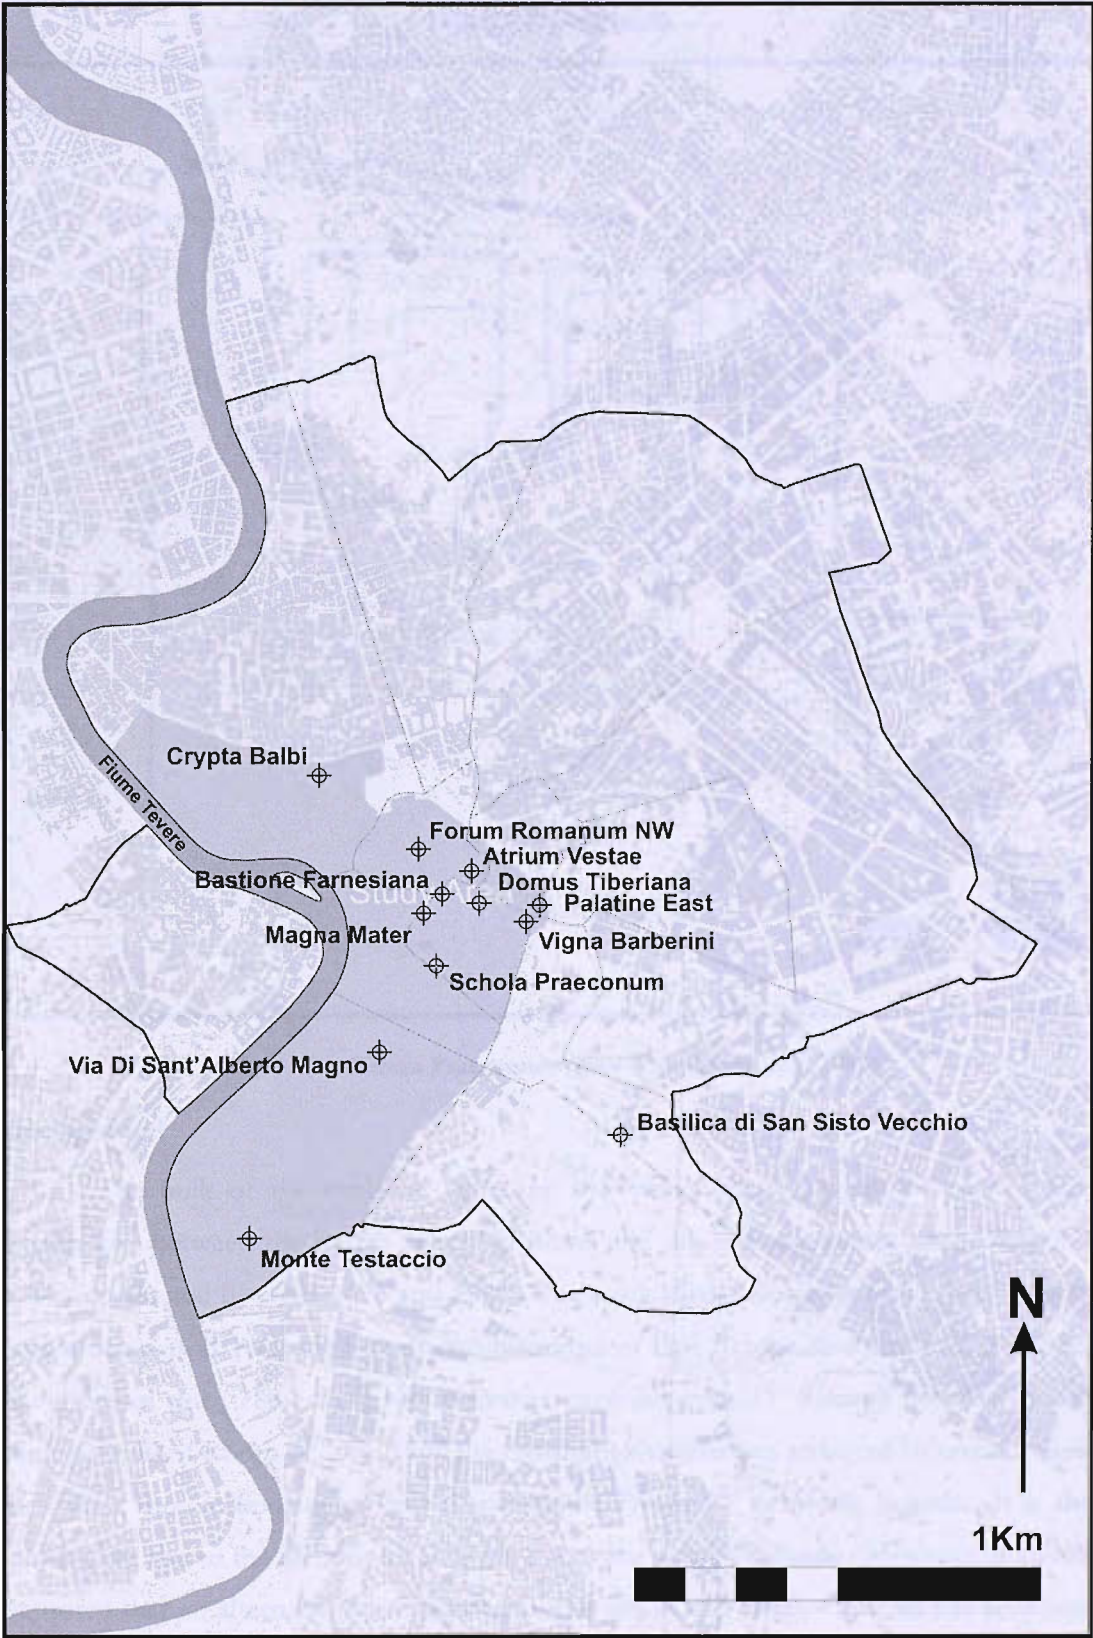 Crypta Balbi
Fiume Tevere
Forum Romanum NW
Atrium Vestae
Bastione Farnesiana
Domus Tiberiana
Study
Palatine East
Magna Mater
Vigna Barberini
Schola Praeconum
Via Di Sant'Alberto Magno
Basilica di San Sisto Vecchio
Monte Testaccio
N
1Km